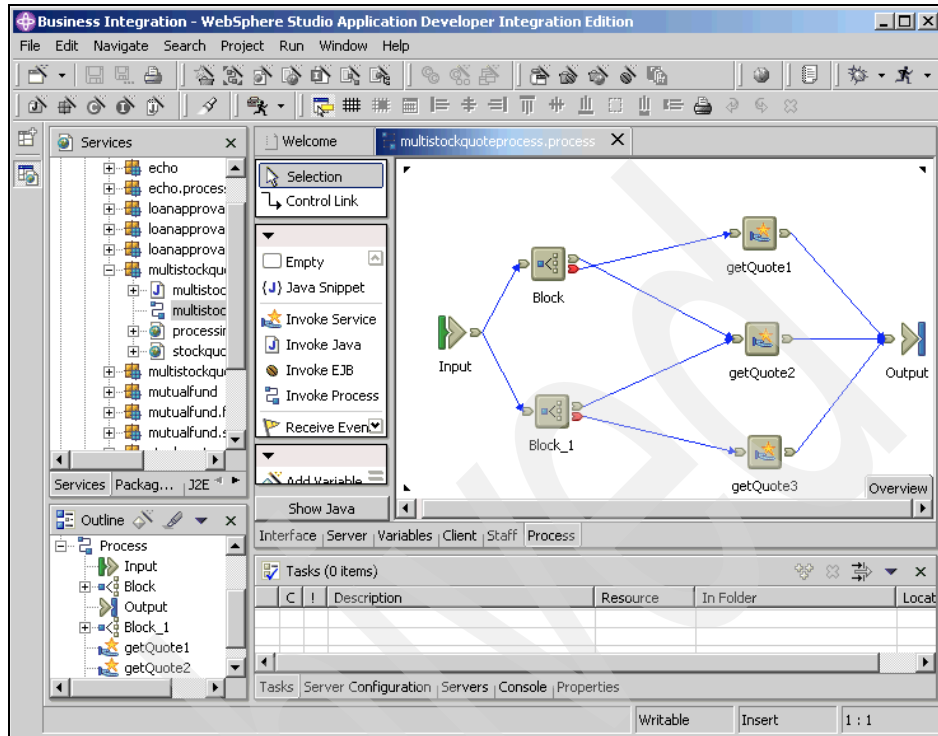 Business Integration - WebSphere Studio Application Developer Integration Edition
File Edit Navigate Search Project Run Window Help
Services
echo
echo.proces
loanapprova
loanapprova
loanapprova
multistockqu
multistoc
multistoc
processin
stockquo
multistockqu
mutualfund
mutualfund.f
mutualfund.s
Services Packag... J2E
Welcome
multistockquoteprocess.process
Selection
Control Link
Empty
{J} Java Snippet
Invoke Service
Invoke Java
Invoke EJB
Invoke Process
Receive Even
Add Variable
Show Java
Input
Block
Block_1
getQuote1
getQuote2
getQuote3
Output
Overview
Interface Server Variables Client Staff Process
Outline
Process
Input
Block
Output
Block_1
getQuote1
getQuote2
Tasks (0 items)
C ! Description Resource In Folder Locat
Tasks Server Configuration Servers Console Properties
Writable Insert 1 : 1